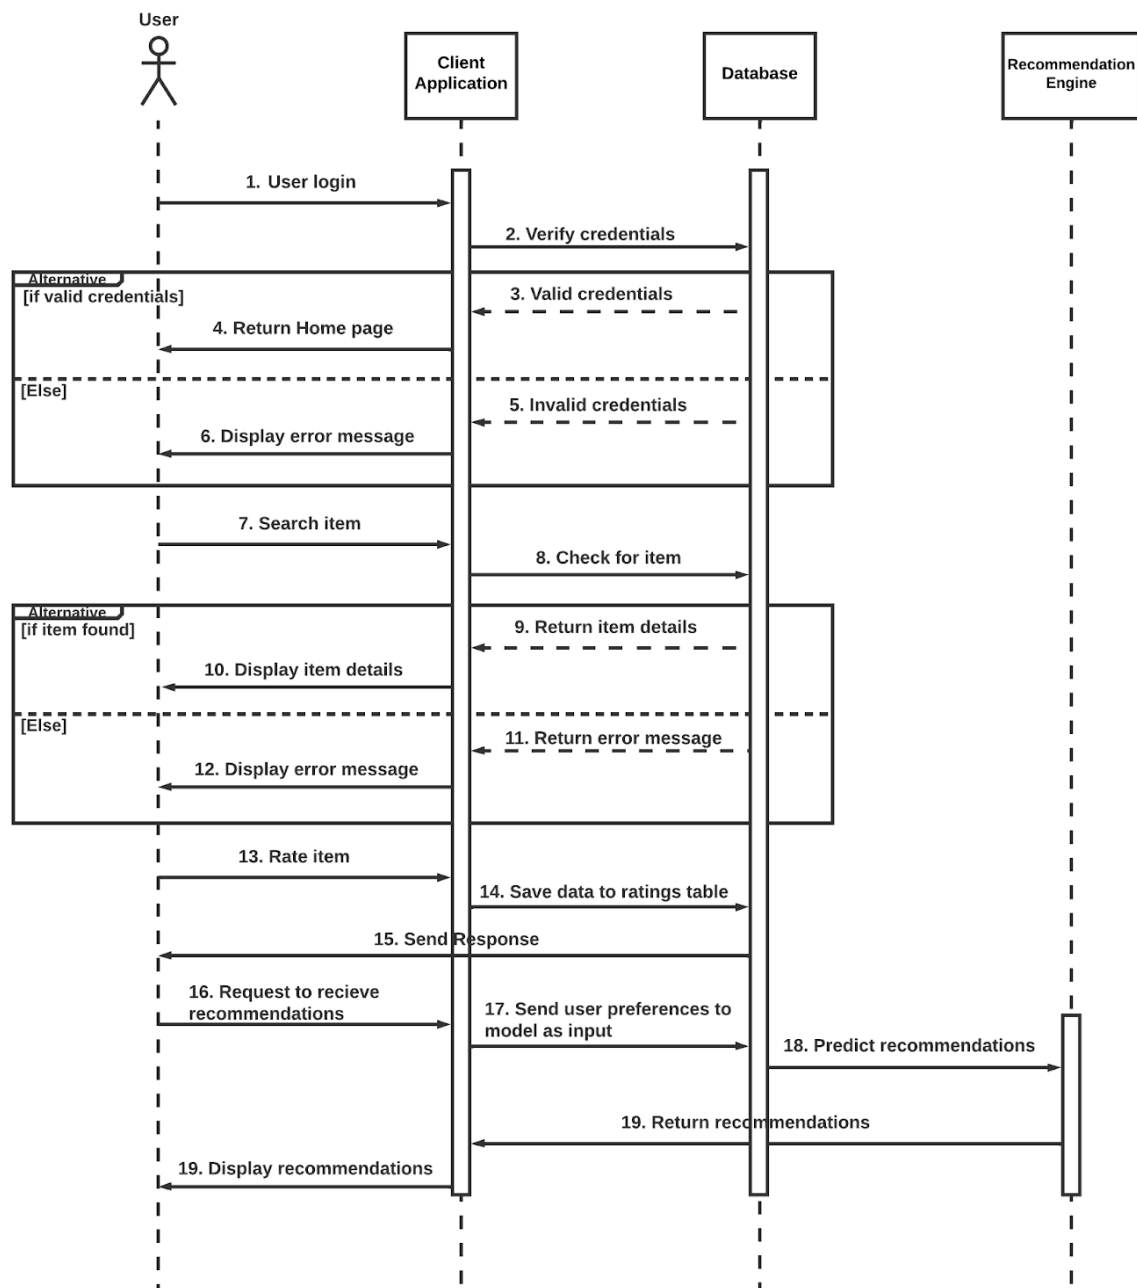 User
Client
Application
Database
Recommendation
Engine
1. User login
2. Verify credentials
Alternative
[if valid credentials]
3. Valid credentials
4. Return Home page
[Else]
5. Invalid credentials
6. Display error message
7. Search item
8. Check for item
Alternative
[if item found]
9. Return item details
10. Display item details
[Else]
11. Return error message
12. Display error message
13. Rate item
14. Save data to ratings table
15. Send Response
16. Request to recieve
recommendations
17. Send user preferences to
model as input
18. Predict recommendations
19. Return recommendations
19. Display recommendations